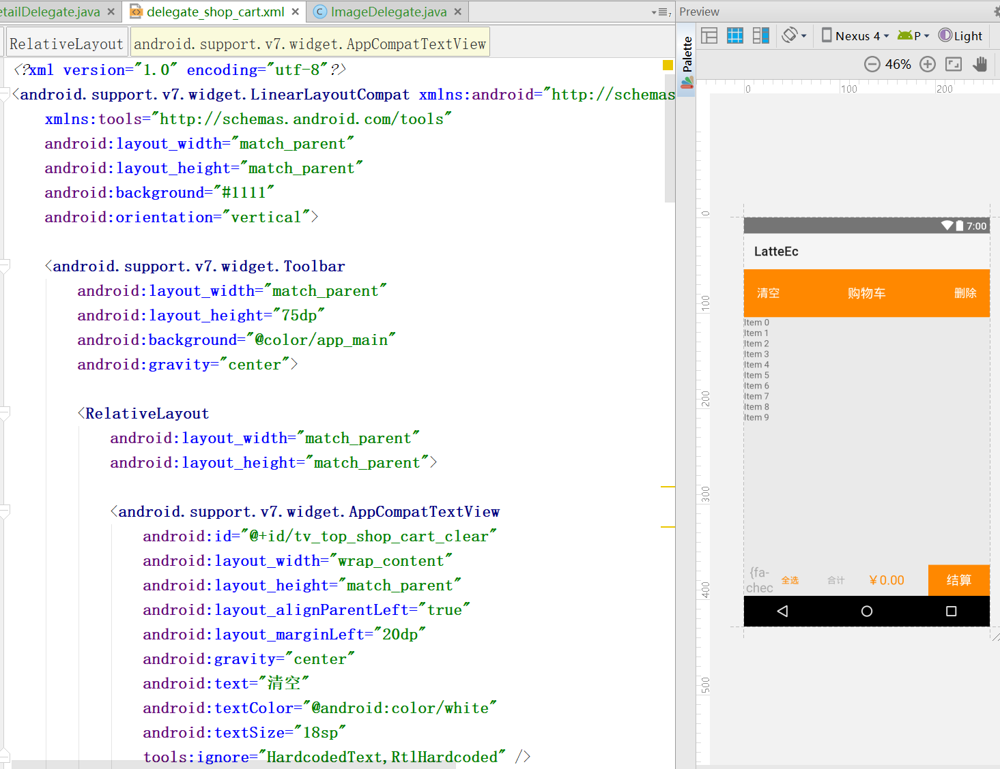 etailDelegate.java
delegate_shop_cart.xml
ImageDelegate.java
7
Preview
RelativeLayout
android.support.v7.widget.AppCompatTextView
Palette
Nexus 4
P
Light
46%
<?xml version="1.0" encoding="utf-8"?>
<android.support.v7.widget.LinearLayoutCompat xmlns:android="http://schemas
xmlns:tools="http://schemas.android.com/tools"
android:layout_width="match_parent"
android:layout_height="match_parent"
android:background="#1111"
android:orientation="vertical">
<android.support.v7.widget.Toolbar
android:layout_width="match_parent"
android:layout_height="75dp"
android:background="@color/app_main"
android:gravity="center">
<RelativeLayout
android:layout_width="match_parent"
android:layout_height="match_parent">
<android.support.v7.widget.AppCompatTextView
android:id="@+id/tv_top_shop_cart_clear"
android:layout_width="wrap_content"
android:layout_height="match_parent"
android:layout_alignParentLeft="true"
android:layout_marginLeft="20dp"
android:gravity="center"
android:text="清空"
android:textColor="@android:color/white"
android:textSize="18sp"
tools:ignore="HardcodedText,RtlHardcoded" />
0
100
200
0
100
200
300
400
500
7:00
LatteEc
清空
购物车
删除
Item 0
Item 1
Item 2
Item 3
Item 4
Item 5
Item 6
Item 7
Item 8
Item 9
{fa-
chec
全选
合计
￥0.00
结算